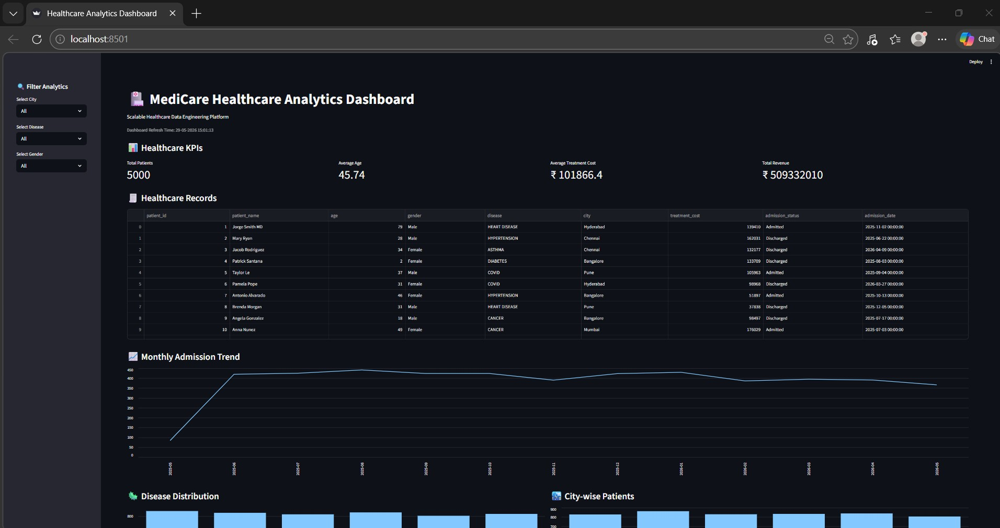 Healthcare Analytics Dashboard
localhost:8501
Chat
Deploy
Filter Analytics
Select City
All
Select Disease
All
Select Gender
All
MediCare Healthcare Analytics Dashboard
Scalable Healthcare Data Engineering Platform
Dashboard Refresh Time: 29-05-2026 15:01:13
Healthcare KPIs
Total Patients Average Age Average Treatment Cost Total Revenue
5000 45.74 ₹ 101866.4 ₹ 509332010
Healthcare Records
patient_id patient_name age gender disease city treatment_cost admission_status admission_date
0 1 Jorge Smith MD 79 Male HEART DISEASE Hyderabad 139410 Admitted 2025-11-02 00:00:00
1 2 Mary Ryan 28 Male HYPERTENSION Chennai 162031 Discharged 2025-06-22 00:00:00
2 3 Jacob Rodriguez 34 Female ASTHMA Chennai 132177 Discharged 2026-04-09 00:00:00
3 4 Patrick Santana 2 Female DIABETES Bangalore 133709 Discharged 2025-08-03 00:00:00
4 5 Taylor Le 37 Male COVID Pune 105963 Admitted 2025-09-04 00:00:00
5 6 Pamela Pope 31 Female COVID Hyderabad 98968 Discharged 2026-03-27 00:00:00
6 7 Antonio Alvarado 46 Female HYPERTENSION Bangalore 51897 Admitted 2025-10-13 00:00:00
7 8 Brenda Morgan 31 Male HEART DISEASE Pune 37838 Discharged 2025-12-05 00:00:00
8 9 Angela Gonzalez 18 Male CANCER Bangalore 98497 Discharged 2025-07-17 00:00:00
9 10 Anna Nunez 49 Female CANCER Mumbai 176029 Admitted 2025-07-03 00:00:00
Monthly Admission Trend
450
400
350
300
250
200
150
100
50
0
2025-05 2025-06 2025-07 2025-08 2025-09 2025-10 2025-11 2025-12 2026-01 2026-02 2026-03 2026-04 2026-05
Disease Distribution
800
City-wise Patients
900
800
700